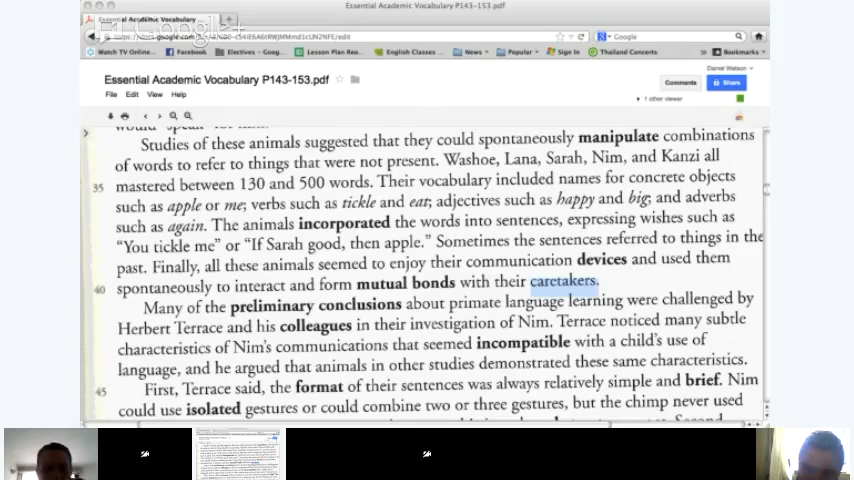 Essential Academic Vocabulary P143-153.pdf
Essential Academic Vocabulary
Google+
Google
Watch TV Online... Facebook Electives – Goog... Lesson Plan Reo... English Classes... News Popular Sign In Thailand Concerts Bookmarks
Daniel Watson
Essential Academic Vocabulary P143-153.pdf
Comments Share
File Edit View Help
1 other viewer
Studies of these animals suggested that they could spontaneously manipulate combinations
of words to refer to things that were not present. Washoe, Lana, Sarah, Nim, and Kanzi all
35 mastered between 130 and 500 words. Their vocabulary included names for concrete objects
such as apple or me; verbs such as tickle and eat; adjectives such as happy and big; and adverbs
such as again. The animals incorporated the words into sentences, expressing wishes such as
“You tickle me” or “If Sarah good, then apple.” Sometimes the sentences referred to things in the
past. Finally, all these animals seemed to enjoy their communication devices and used them
40 spontaneously to interact and form mutual bonds with their caretakers.
Many of the preliminary conclusions about primate language learning were challenged by
Herbert Terrace and his colleagues in their investigation of Nim. Terrace noticed many subtle
characteristics of Nim’s communications that seemed incompatible with a child’s use of
language, and he argued that animals in other studies demonstrated these same characteristics.
45 First, Terrace said, the format of their sentences was always relatively simple and brief. Nim
could use isolated gestures or could combine two or three gestures, but the chimp never used